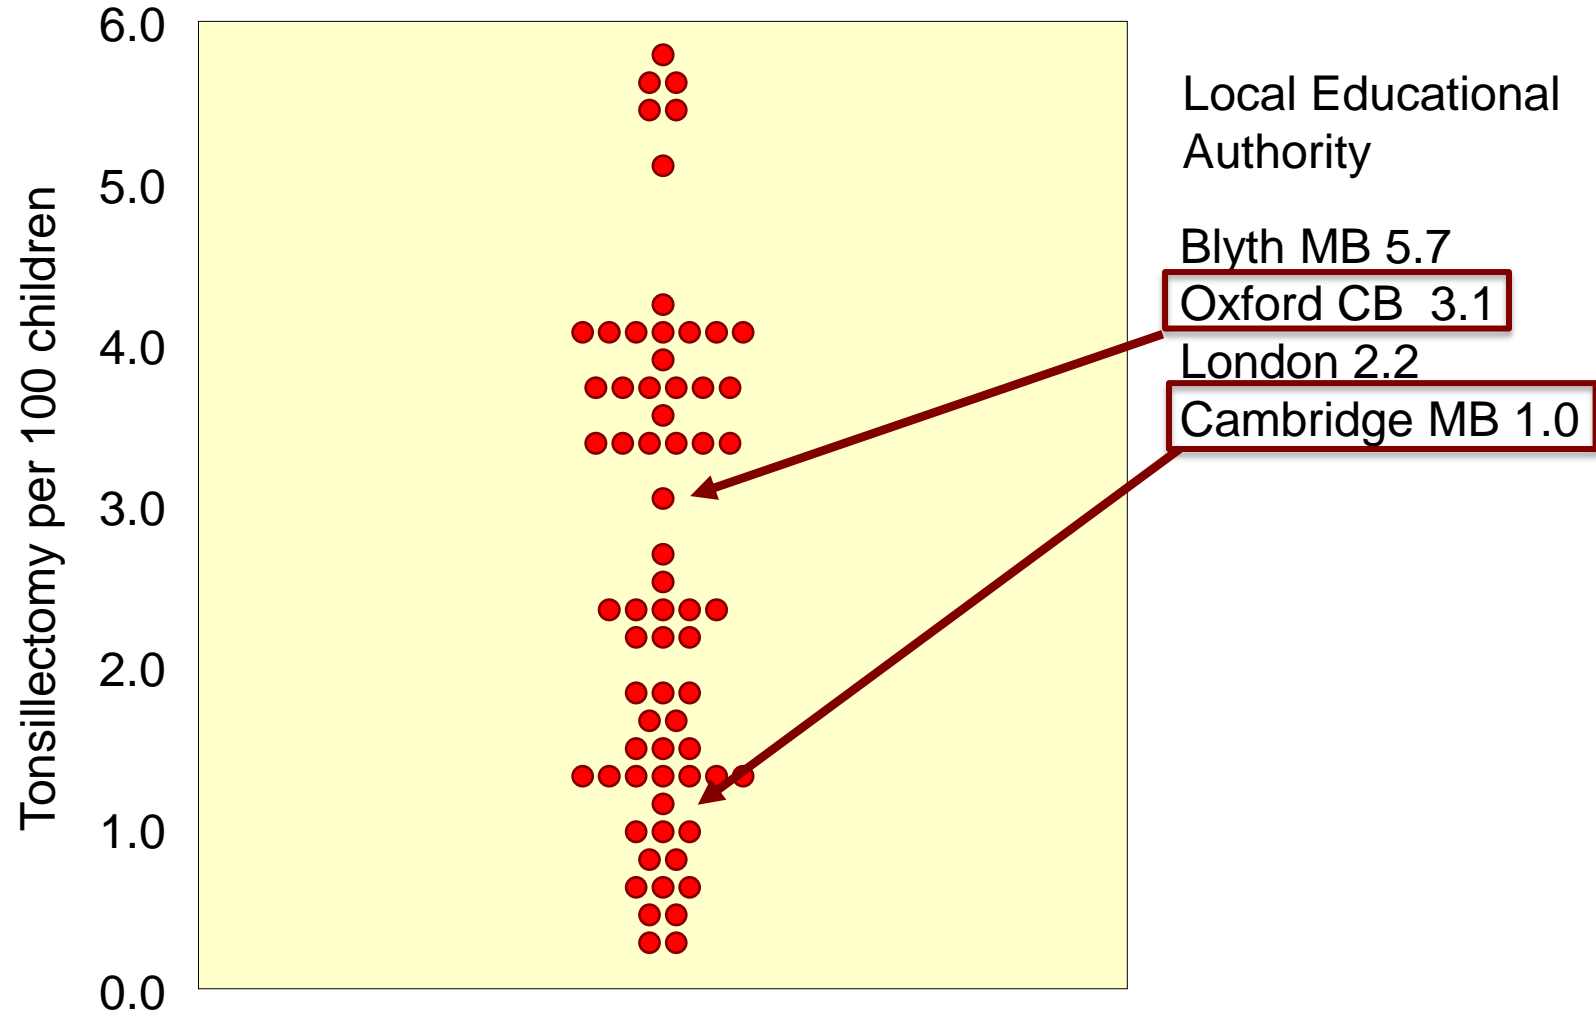 6.0
5.0
4.0
3.0
2.0
1.0
0.0
Tonsillectomy per 100 children
Local Educational
Authority
Blyth MB 5.7
Oxford CB 3.1
London 2.2
Cambridge MB 1.0